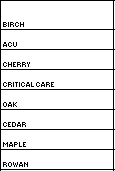 BIRCH
ACU
CHERRY
CRITICAL CARE
OAK
CEDAR
MAPLE
ROWAN